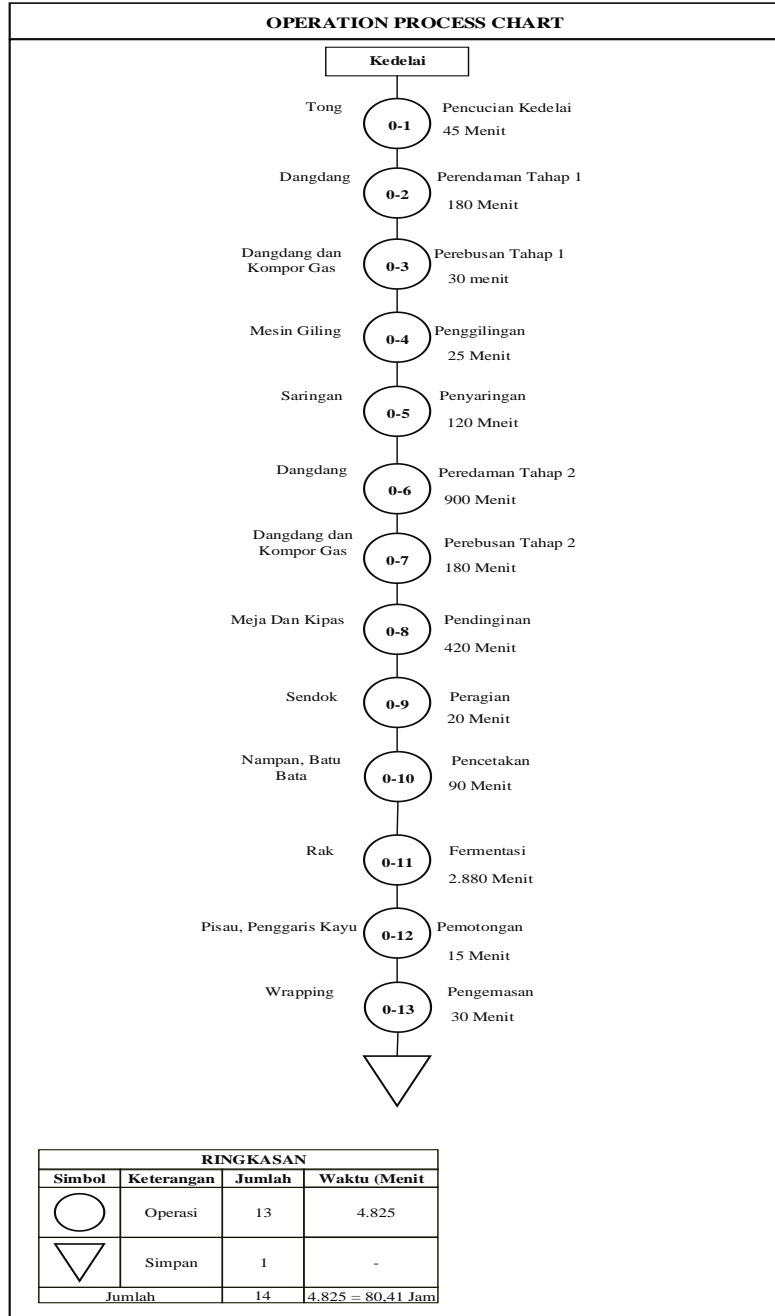 OPERATION PROCESS CHART
Kedelai
Tong
0-1
Pencucian Kedelai
45 Menit
Dangdang
0-2
Perendaman Tahap 1
180 Menit
Dangdang dan
Kompor Gas
0-3
Perebusan Tahap 1
30 menit
Mesin Giling
0-4
Penggilingan
25 Menit
Saringan
0-5
Penyaringan
120 Mneit
Dangdang
0-6
Peredaman Tahap 2
900 Menit
Dangdang dan
Kompor Gas
0-7
Perebusan Tahap 2
180 Menit
Meja Dan Kipas
0-8
Pendinginan
420 Menit
Sendok
0-9
Peragian
20 Menit
Nampan, Batu
Bata
0-10
Pencetakan
90 Menit
Rak
0-11
Fermentasi
2.880 Menit
Pisau, Penggaris Kayu
0-12
Pemotongan
15 Menit
Wrapping
0-13
Pengemasan
30 Menit
RINGKASAN
Simbol Keterangan Jumlah Waktu (Menit
Operasi 13 4.825
Simpan 1 -
Jumlah 14 4.825 = 80,41 Jam